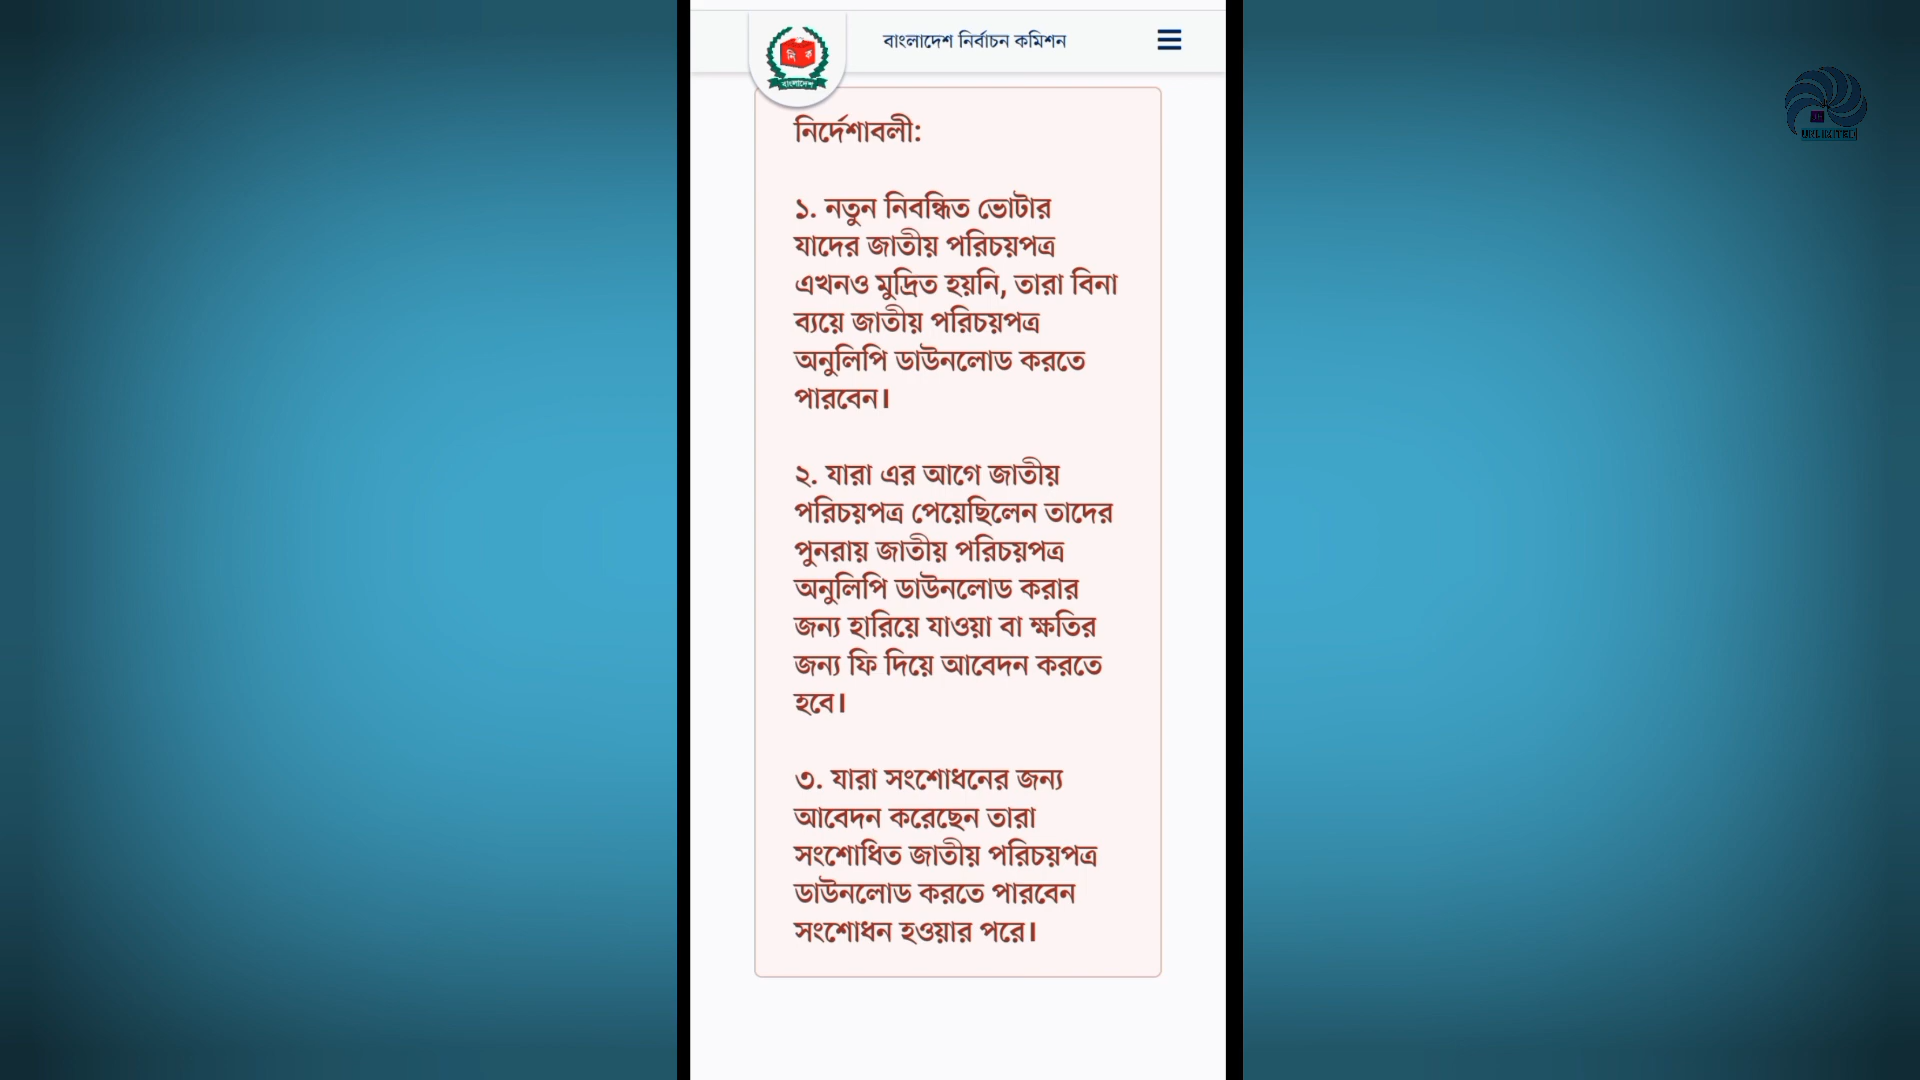 বাংলাদেশ নির্বাচন কমিশন
নি ক
বাংলাদেশ
UNLIMITED
নির্দেশাবলী:
১. নতুন নিবন্ধিত ভোটার
যাদের জাতীয় পরিচয়পত্র
এখনও মুদ্রিত হয়নি, তারা বিনা
ব্যয়ে জাতীয় পরিচয়পত্র
অনুলিপি ডাউনলোড করতে
পারবেন।
২. যারা এর আগে জাতীয়
পরিচয়পত্র পেয়েছিলেন তাদের
পুনরায় জাতীয় পরিচয়পত্র
অনুলিপি ডাউনলোড করার
জন্য হারিয়ে যাওয়া বা ক্ষতির
জন্য ফি দিয়ে আবেদন করতে
হবে।
৩. যারা সংশোধনের জন্য
আবেদন করেছেন তারা
সংশোধিত জাতীয় পরিচয়পত্র
ডাউনলোড করতে পারবেন
সংশোধন হওয়ার পরে।